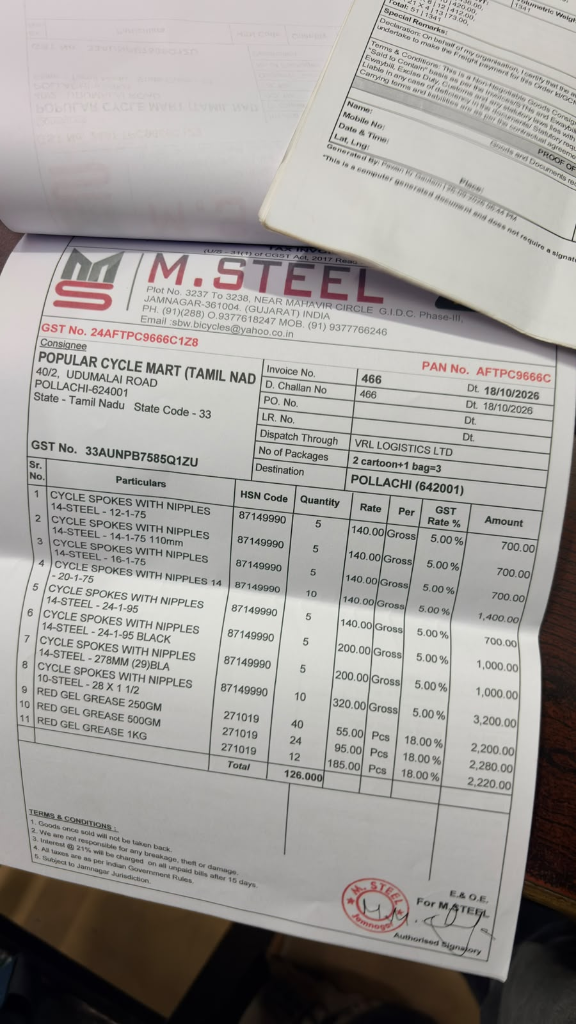 21 X 4 | 13 | 73.00,
Total: 51 | 1341
1341
Special Remarks:
Name:
Mobile No:
Date & Time:
Lat, Lng:
Place:
PROOF OF
*This is a computer generated document and does not require a signat
M.STEEL
Plot No. 3237 To 3238, NEAR MAHAVIR CIRCLE G.I.D.C. Phase-III,
JAMNAGAR-361004. (GUJARAT) INDIA
PH. (91)(288) O.9377618247 MOB. (91) 9377766246
Email :sbw.bicycles@yahoo.co.in
GST No. 24AFTPC9666C1Z8 PAN No. AFTPC9666C
Consignee
POPULAR CYCLE MART (TAMIL NAD
40/2, UDUMALAI ROAD
POLLACHI-624001
State - Tamil Nadu State Code - 33
GST No. 33AUNPB7585Q1ZU
Invoice No. 466 Dt. 18/10/2026
D. Challan No 466 Dt. 18/10/2026
PO. No. Dt.
LR. No. Dt.
Dispatch Through VRL LOGISTICS LTD
No of Packages 2 cartoon+1 bag=3
Destination POLLACHI (642001)
Sr. No. Particulars HSN Code Quantity Rate Per GST Rate % Amount
1 CYCLE SPOKES WITH NIPPLES 87149990 5 140.00 Gross 5.00 % 700.00
14-STEEL - 12-1-75
2 CYCLE SPOKES WITH NIPPLES 87149990 5 140.00 Gross 5.00 % 700.00
14-STEEL - 14-1-75 110mm
3 CYCLE SPOKES WITH NIPPLES 87149990 5 140.00 Gross 5.00 % 700.00
14-STEEL - 16-1-75
4 CYCLE SPOKES WITH NIPPLES 14 87149990 10 140.00 Gross 5.00 % 1,400.00
- 20-1-75
5 CYCLE SPOKES WITH NIPPLES 87149990 5 140.00 Gross 5.00 % 700.00
14-STEEL - 24-1-95
6 CYCLE SPOKES WITH NIPPLES 87149990 5 200.00 Gross 5.00 % 1,000.00
14-STEEL - 24-1-95 BLACK
7 CYCLE SPOKES WITH NIPPLES 87149990 5 200.00 Gross 5.00 % 1,000.00
14-STEEL - 278MM (29)BLA
8 CYCLE SPOKES WITH NIPPLES 87149990 10 320.00 Gross 5.00 % 3,200.00
10-STEEL - 28 X 1 1/2
9 RED GEL GREASE 250GM 271019 40 55.00 Pcs 18.00 % 2,200.00
10 RED GEL GREASE 500GM 271019 24 95.00 Pcs 18.00 % 2,280.00
11 RED GEL GREASE 1KG 271019 12 185.00 Pcs 18.00 % 2,220.00
Total 126.000
TERMS & CONDITIONS :
1. Goods once sold will not be taken back.
2. We are not responsible for any breakage, theft or damage.
3. Interest @ 21% will be charged on all unpaid bills after 15 days.
4. All taxes are as per Indian Government Rules.
5. Subject to Jamnagar Jurisdiction.
E.& O.E.
For M.STEEL
M. STEEL
Jamnagar
Authorised Signatory